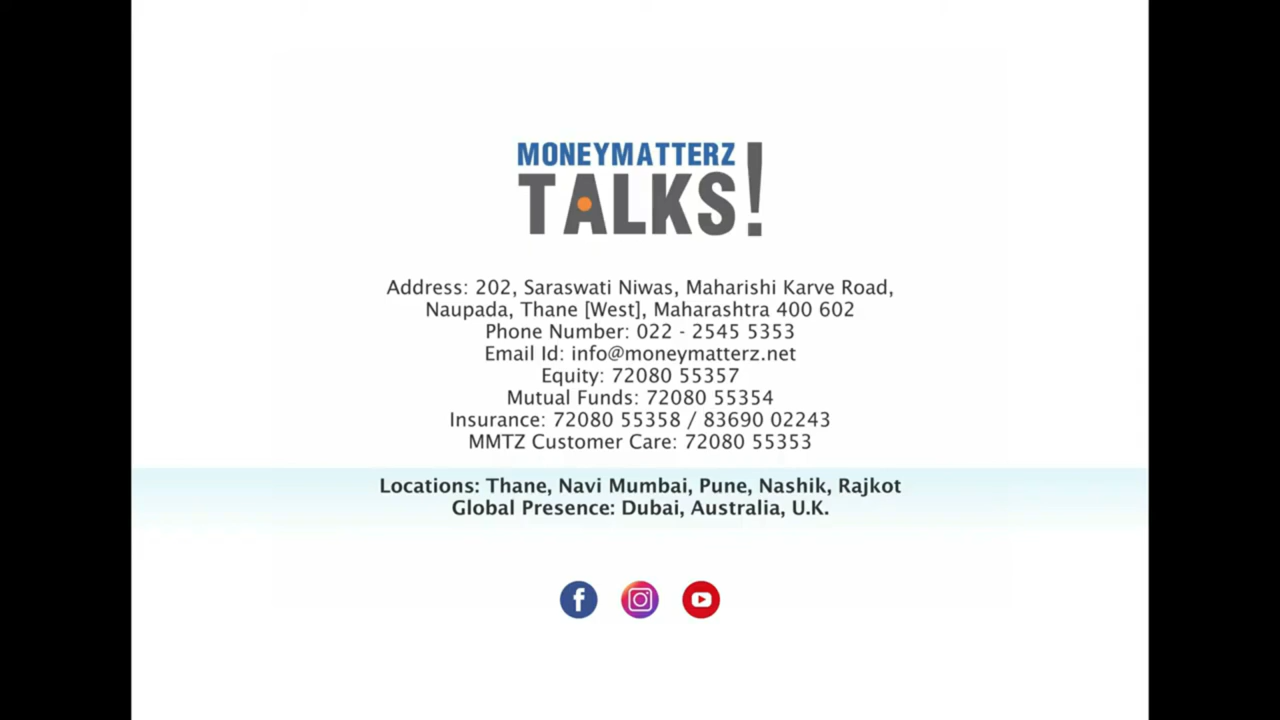 MONEYMATTERZ
TALKS!
Address: 202, Saraswati Niwas, Maharishi Karve Road,
Naupada, Thane [West], Maharashtra 400 602
Phone Number: 022 - 2545 5353
Email Id: info@moneymatterz.net
Equity: 72080 55357
Mutual Funds: 72080 55354
Insurance: 72080 55358 / 83690 02243
MMTZ Customer Care: 72080 55353
Locations: Thane, Navi Mumbai, Pune, Nashik, Rajkot
Global Presence: Dubai, Australia, U.K.